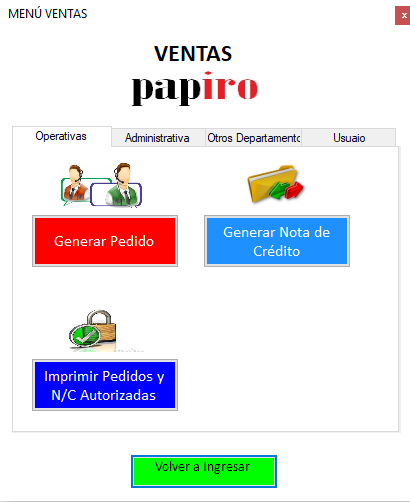 MENÚ VENTAS
x
VENTAS
papiro
Operativas
Administrativa
Otros Departamento
Usuaio
Generar Pedido
Generar Nota de
Crédito
Imprimir Pedidos y
N/C Autorizadas
Volver a Ingresar